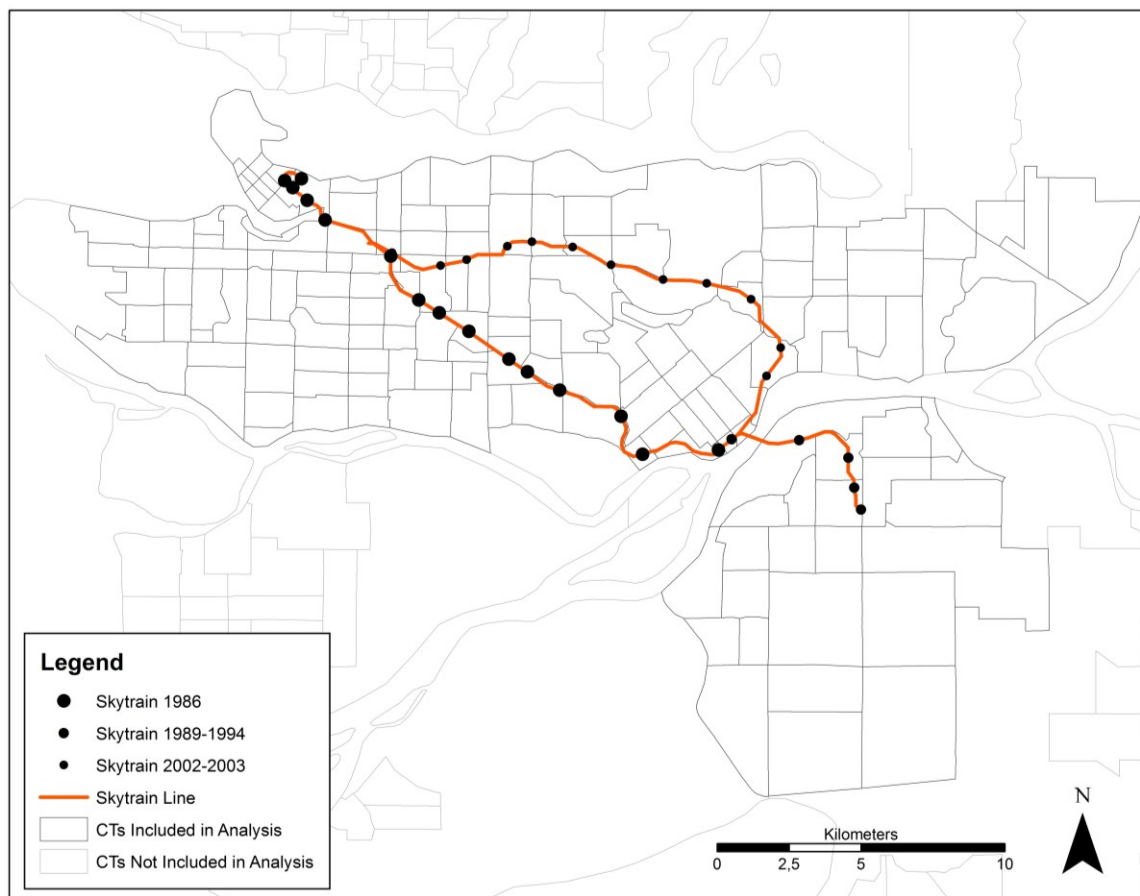 Legend
Skytrain 1986
Skytrain 1989-1994
Skytrain 2002-2003
Skytrain Line
CTs Included in Analysis
CTs Not Included in Analysis
Kilometers
0 2,5 5 10
N